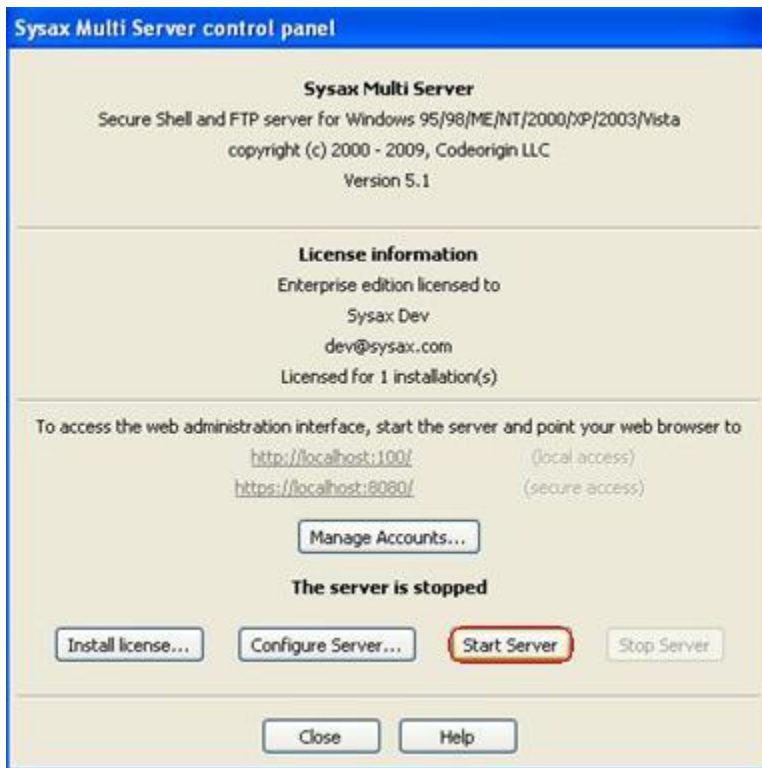 Sysax Multi Server control panel
Sysax Multi Server
Secure Shell and FTP server for Windows 95/98/ME/NT/2000/XP/2003/Vista
copyright (c) 2000 - 2009, Codeorigin LLC
Version 5.1
License information
Enterprise edition licensed to
Sysax Dev
dev@sysax.com
Licensed for 1 installation(s)
To access the web administration interface, start the server and point your web browser to
http://localhost:100/ (local access)
https://localhost:8080/ (secure access)
Manage Accounts...
The server is stopped
Install license... Configure Server... Start Server Stop Server
Close Help